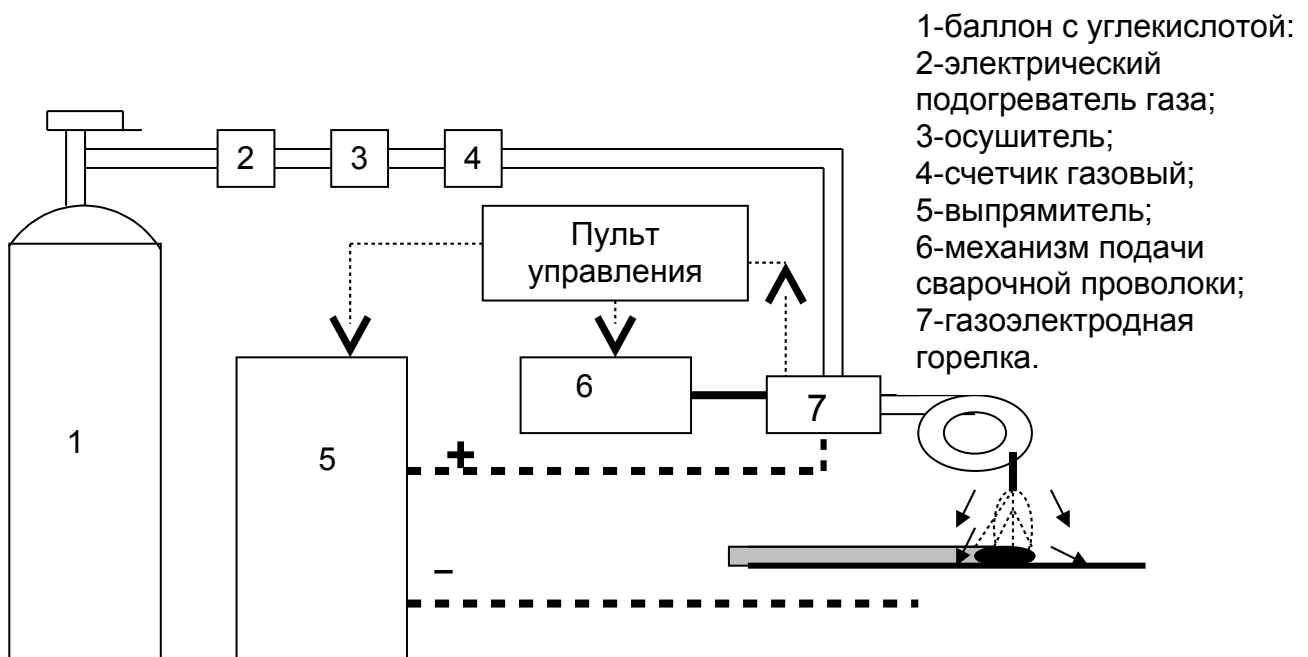 1-баллон с углекислотой:
2-электрический
подогреватель газа;
3-осушитель;
4-счетчик газовый;
5-выпрямитель;
6-механизм подачи
сварочной проволоки;
7-газоэлектродная
горелка.
2
3
4
Пульт
управления
6
7
1
5
+
–